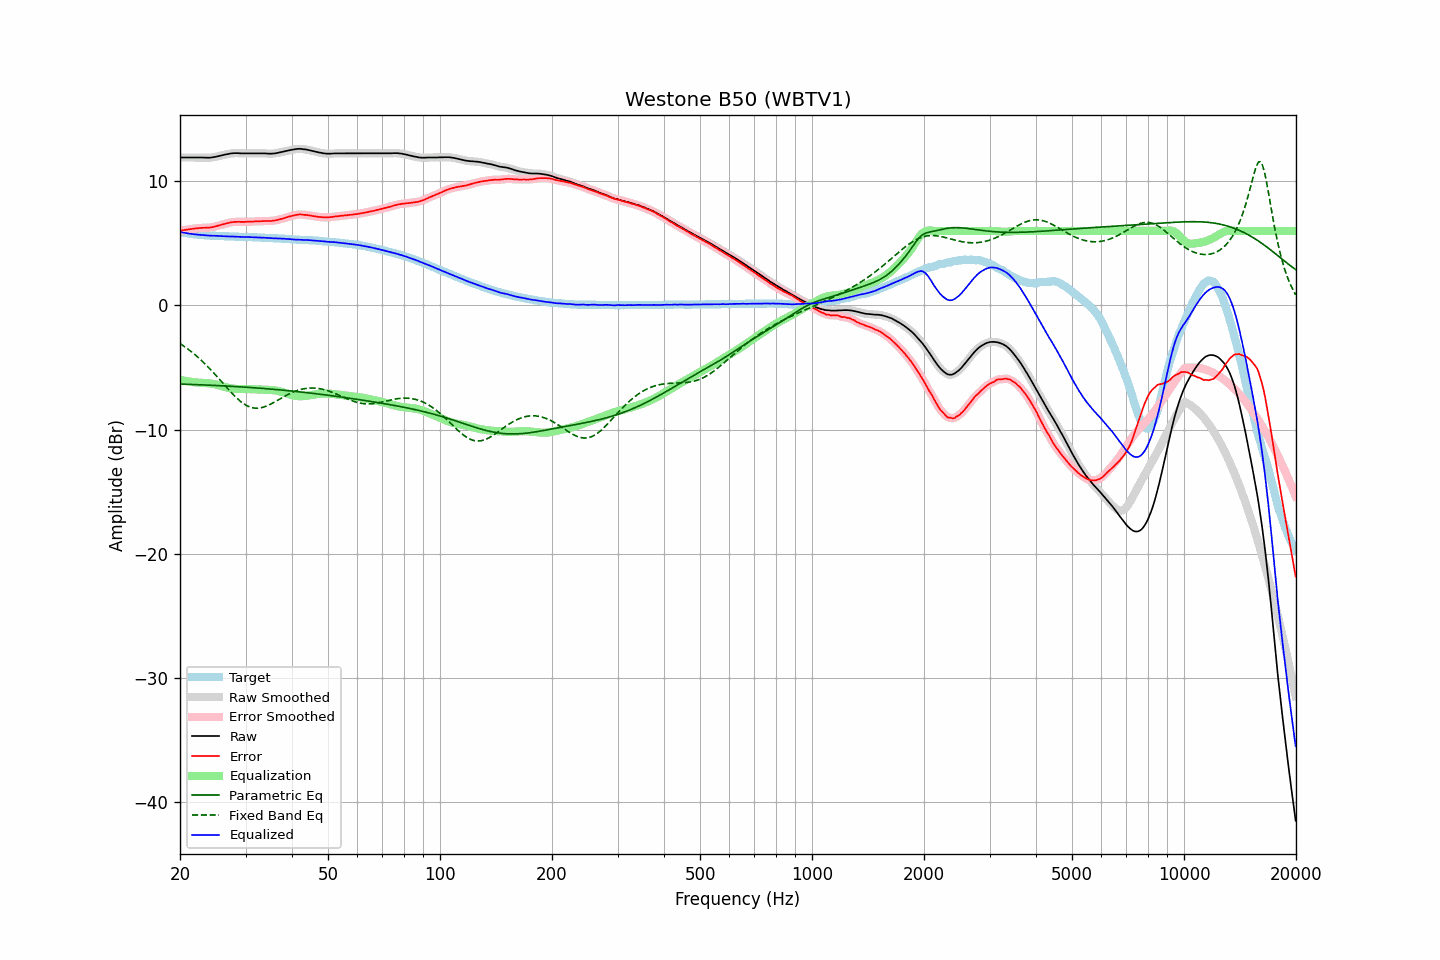 Westone B50 (WBTV1)
10
0
−10
−20
−30
−40
Amplitude (dBr)
Target
Raw Smoothed
Error Smoothed
Raw
Error
Equalization
Parametric Eq
Fixed Band Eq
Equalized
20 50 100 200 500 1000 2000 5000 10000 20000
Frequency (Hz)